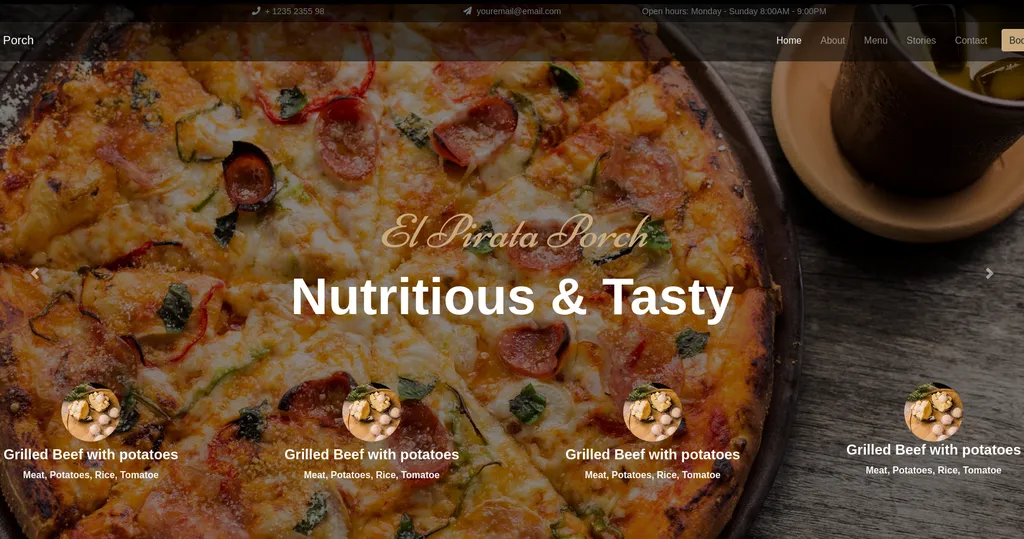 + 1235 2355 98 youremail@email.com Open hours: Monday - Sunday 8:00AM - 9:00PM
Porch Home About Menu Stories Contact Boo
El Pirata Porch
Nutritious & Tasty
Grilled Beef with potatoes Grilled Beef with potatoes Grilled Beef with potatoes Grilled Beef with potatoes
Meat, Potatoes, Rice, Tomatoe Meat, Potatoes, Rice, Tomatoe Meat, Potatoes, Rice, Tomatoe Meat, Potatoes, Rice, Tomatoe